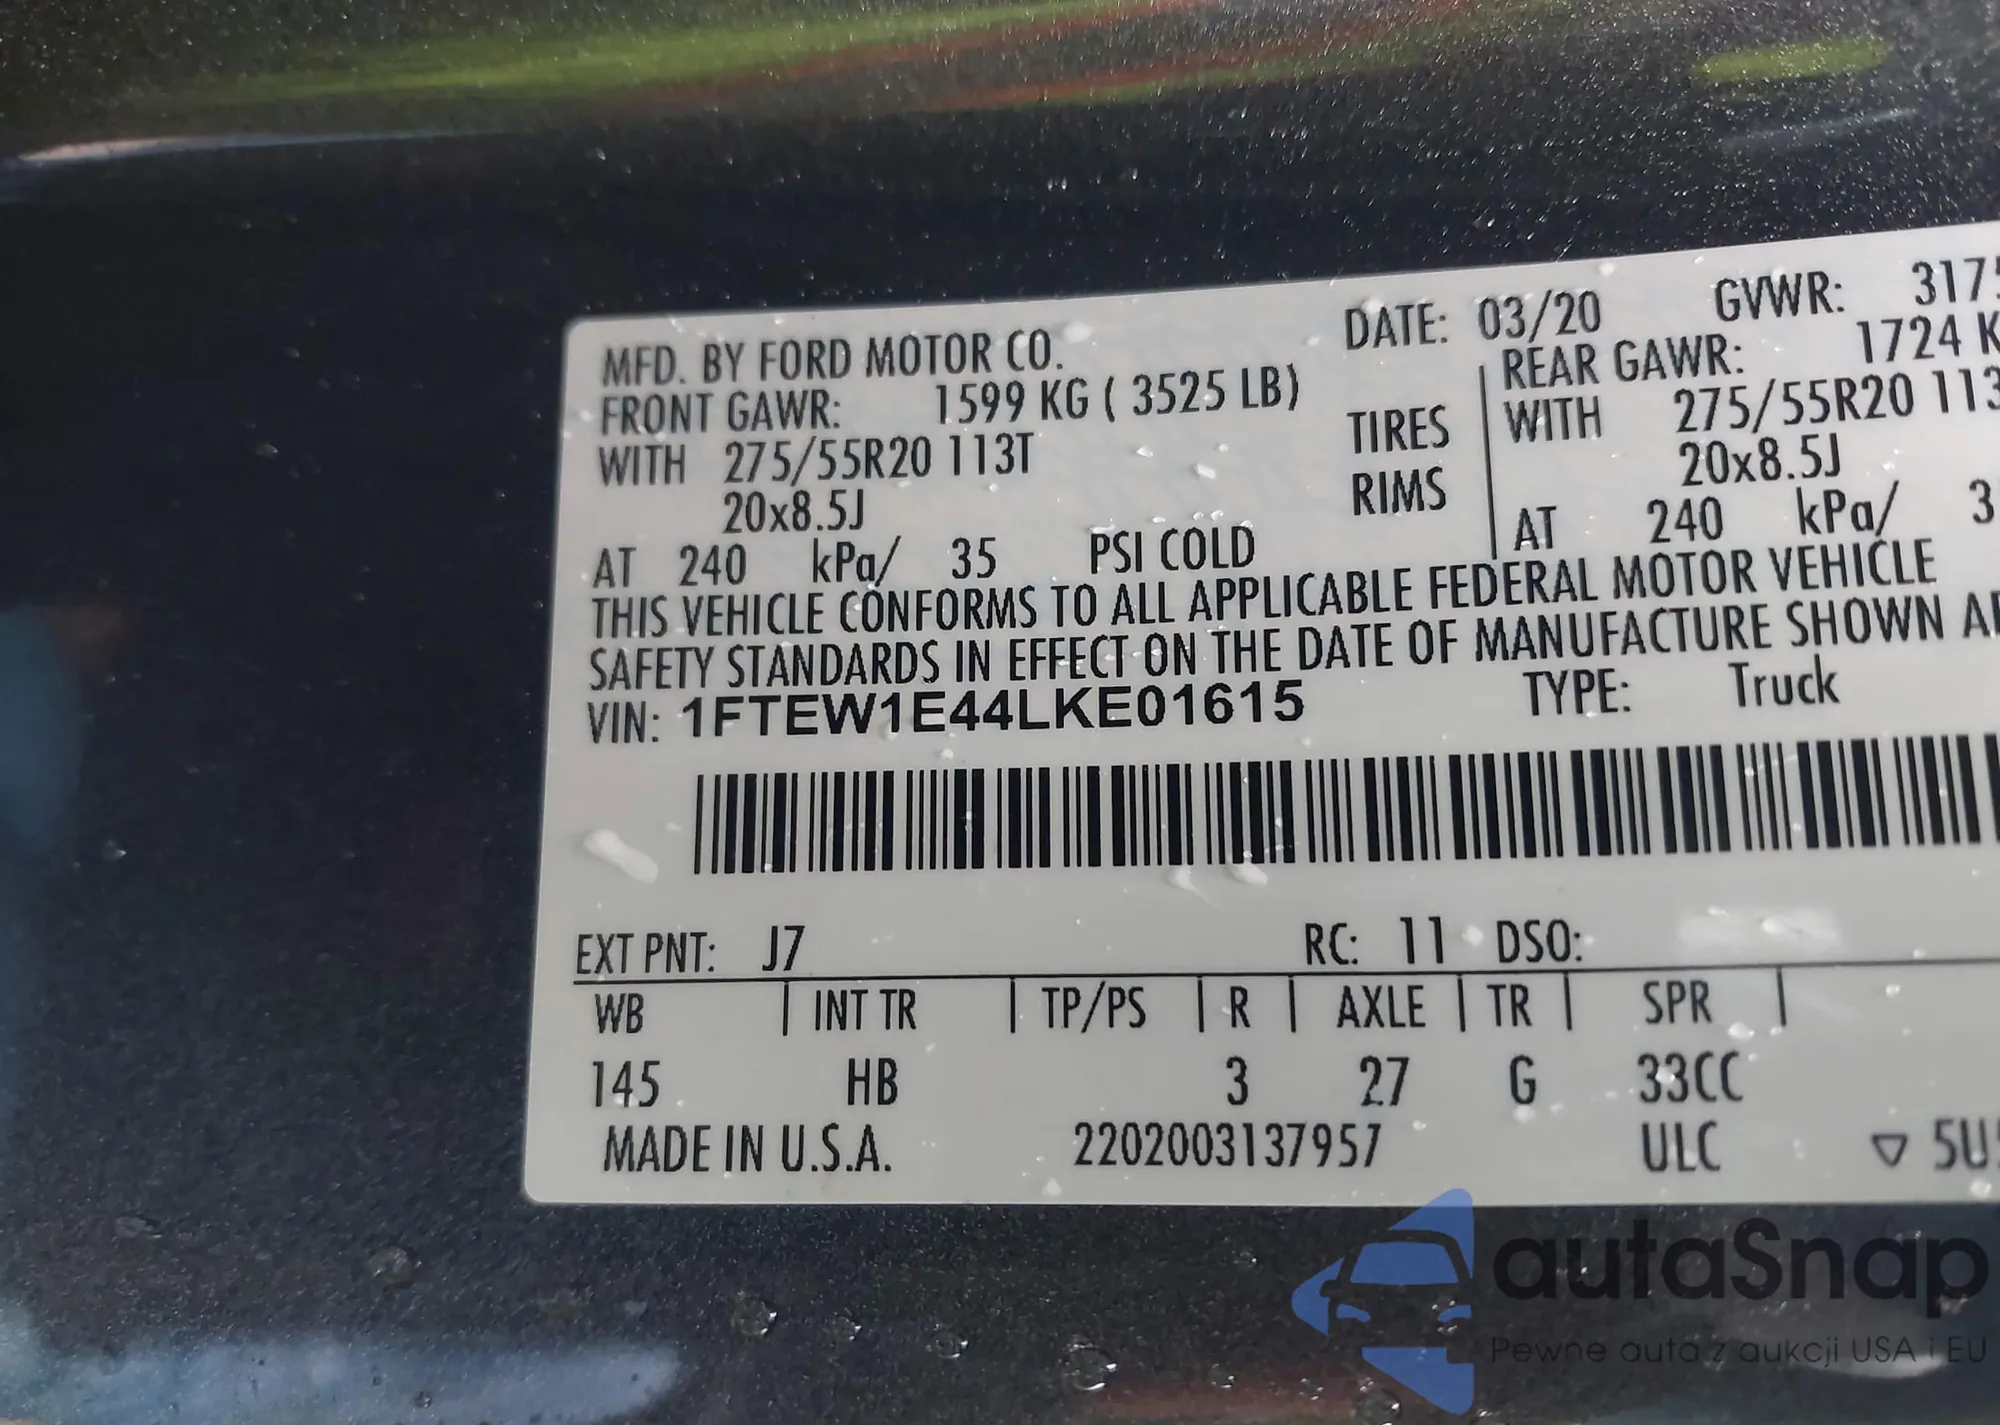 MFD. BY FORD MOTOR CO. DATE: 03/20 GVWR: 3175
FRONT GAWR: 1599 KG ( 3525 LB) REAR GAWR: 1724 K
WITH 275/55R20 113T TIRES WITH 275/55R20 113
20x8.5J RIMS 20x8.5J
AT 240 kPa/ 35 PSI COLD AT 240 kPa/ 3
THIS VEHICLE CONFORMS TO ALL APPLICABLE FEDERAL MOTOR VEHICLE
SAFETY STANDARDS IN EFFECT ON THE DATE OF MANUFACTURE SHOWN
VIN: 1FTEW1E44LKE01615 TYPE: Truck
EXT PNT: J7 RC: 11 DSO:
WB | INT TR | TP/PS | R | AXLE | TR | SPR |
145 HB 3 27 G 33CC
MADE IN U.S.A. 2202003137957 ULC ▽ 5U
autaSnap
Pewne auta z aukcji USA i EU